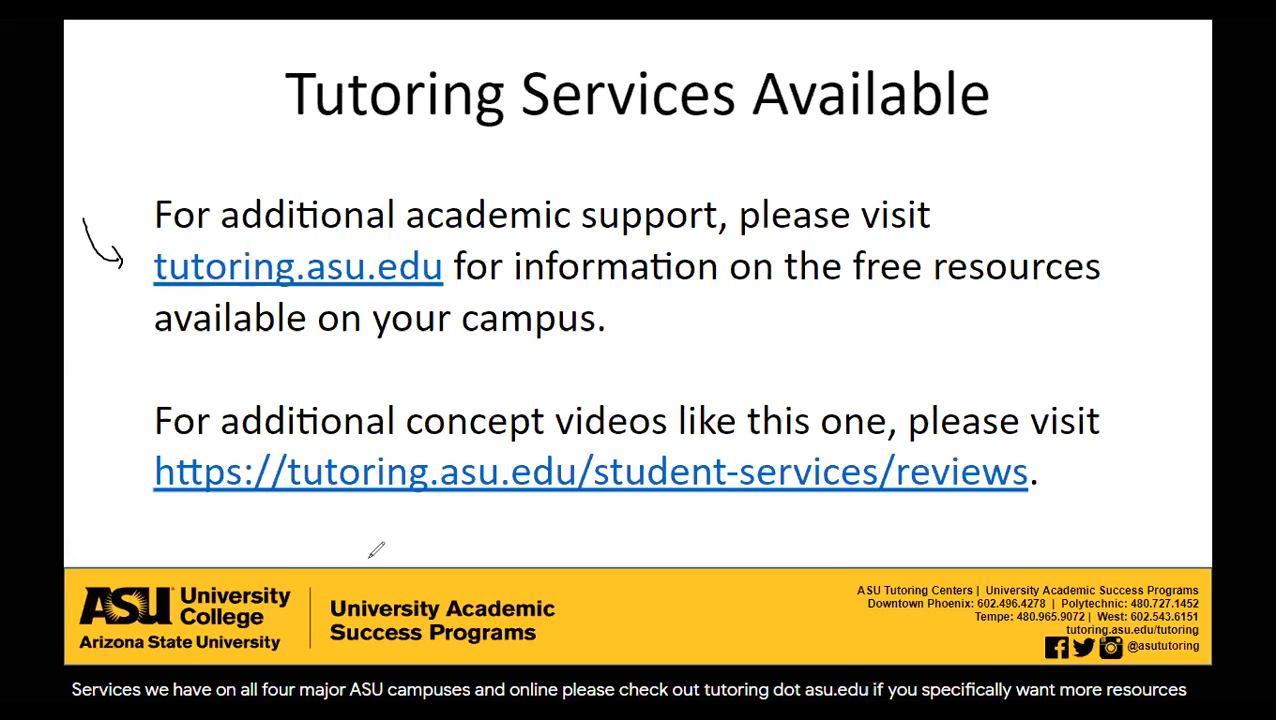 Tutoring Services Available
For additional academic support, please visit
tutoring.asu.edu for information on the free resources
available on your campus.
For additional concept videos like this one, please visit
https://tutoring.asu.edu/student-services/reviews.
ASU University
College
Arizona State University
University Academic
Success Programs
ASU Tutoring Centers | University Academic Success Programs
Downtown Phoenix: 602.496.4278 | Polytechnic: 480.727.1452
Tempe: 480.965.9072 | West: 602.543.6151
tutoring.asu.edu/tutoring
@asututoring
Services we have on all four major ASU campuses and online please check out tutoring dot asu.edu if you specifically want more resources